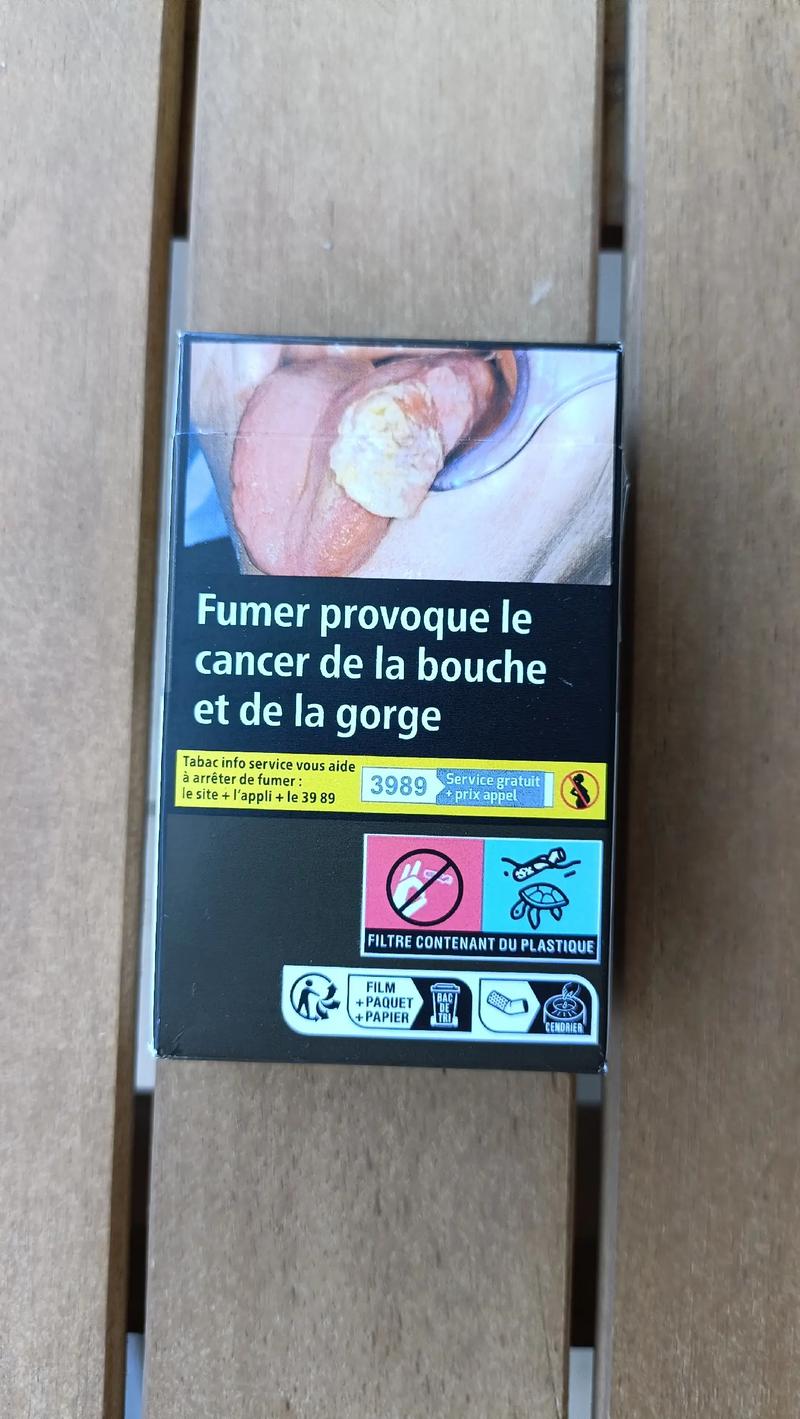 Fumer provoque le
cancer de la bouche
et de la gorge
Tabac info service vous aide
à arrêter de fumer :
le site + l'appli + le 39 89
3989
Service gratuit
+ prix appel
FILTRE CONTENANT DU PLASTIQUE
FILM
+ PAQUET
+ PAPIER
BAC
DE
TRI
CENDRIER